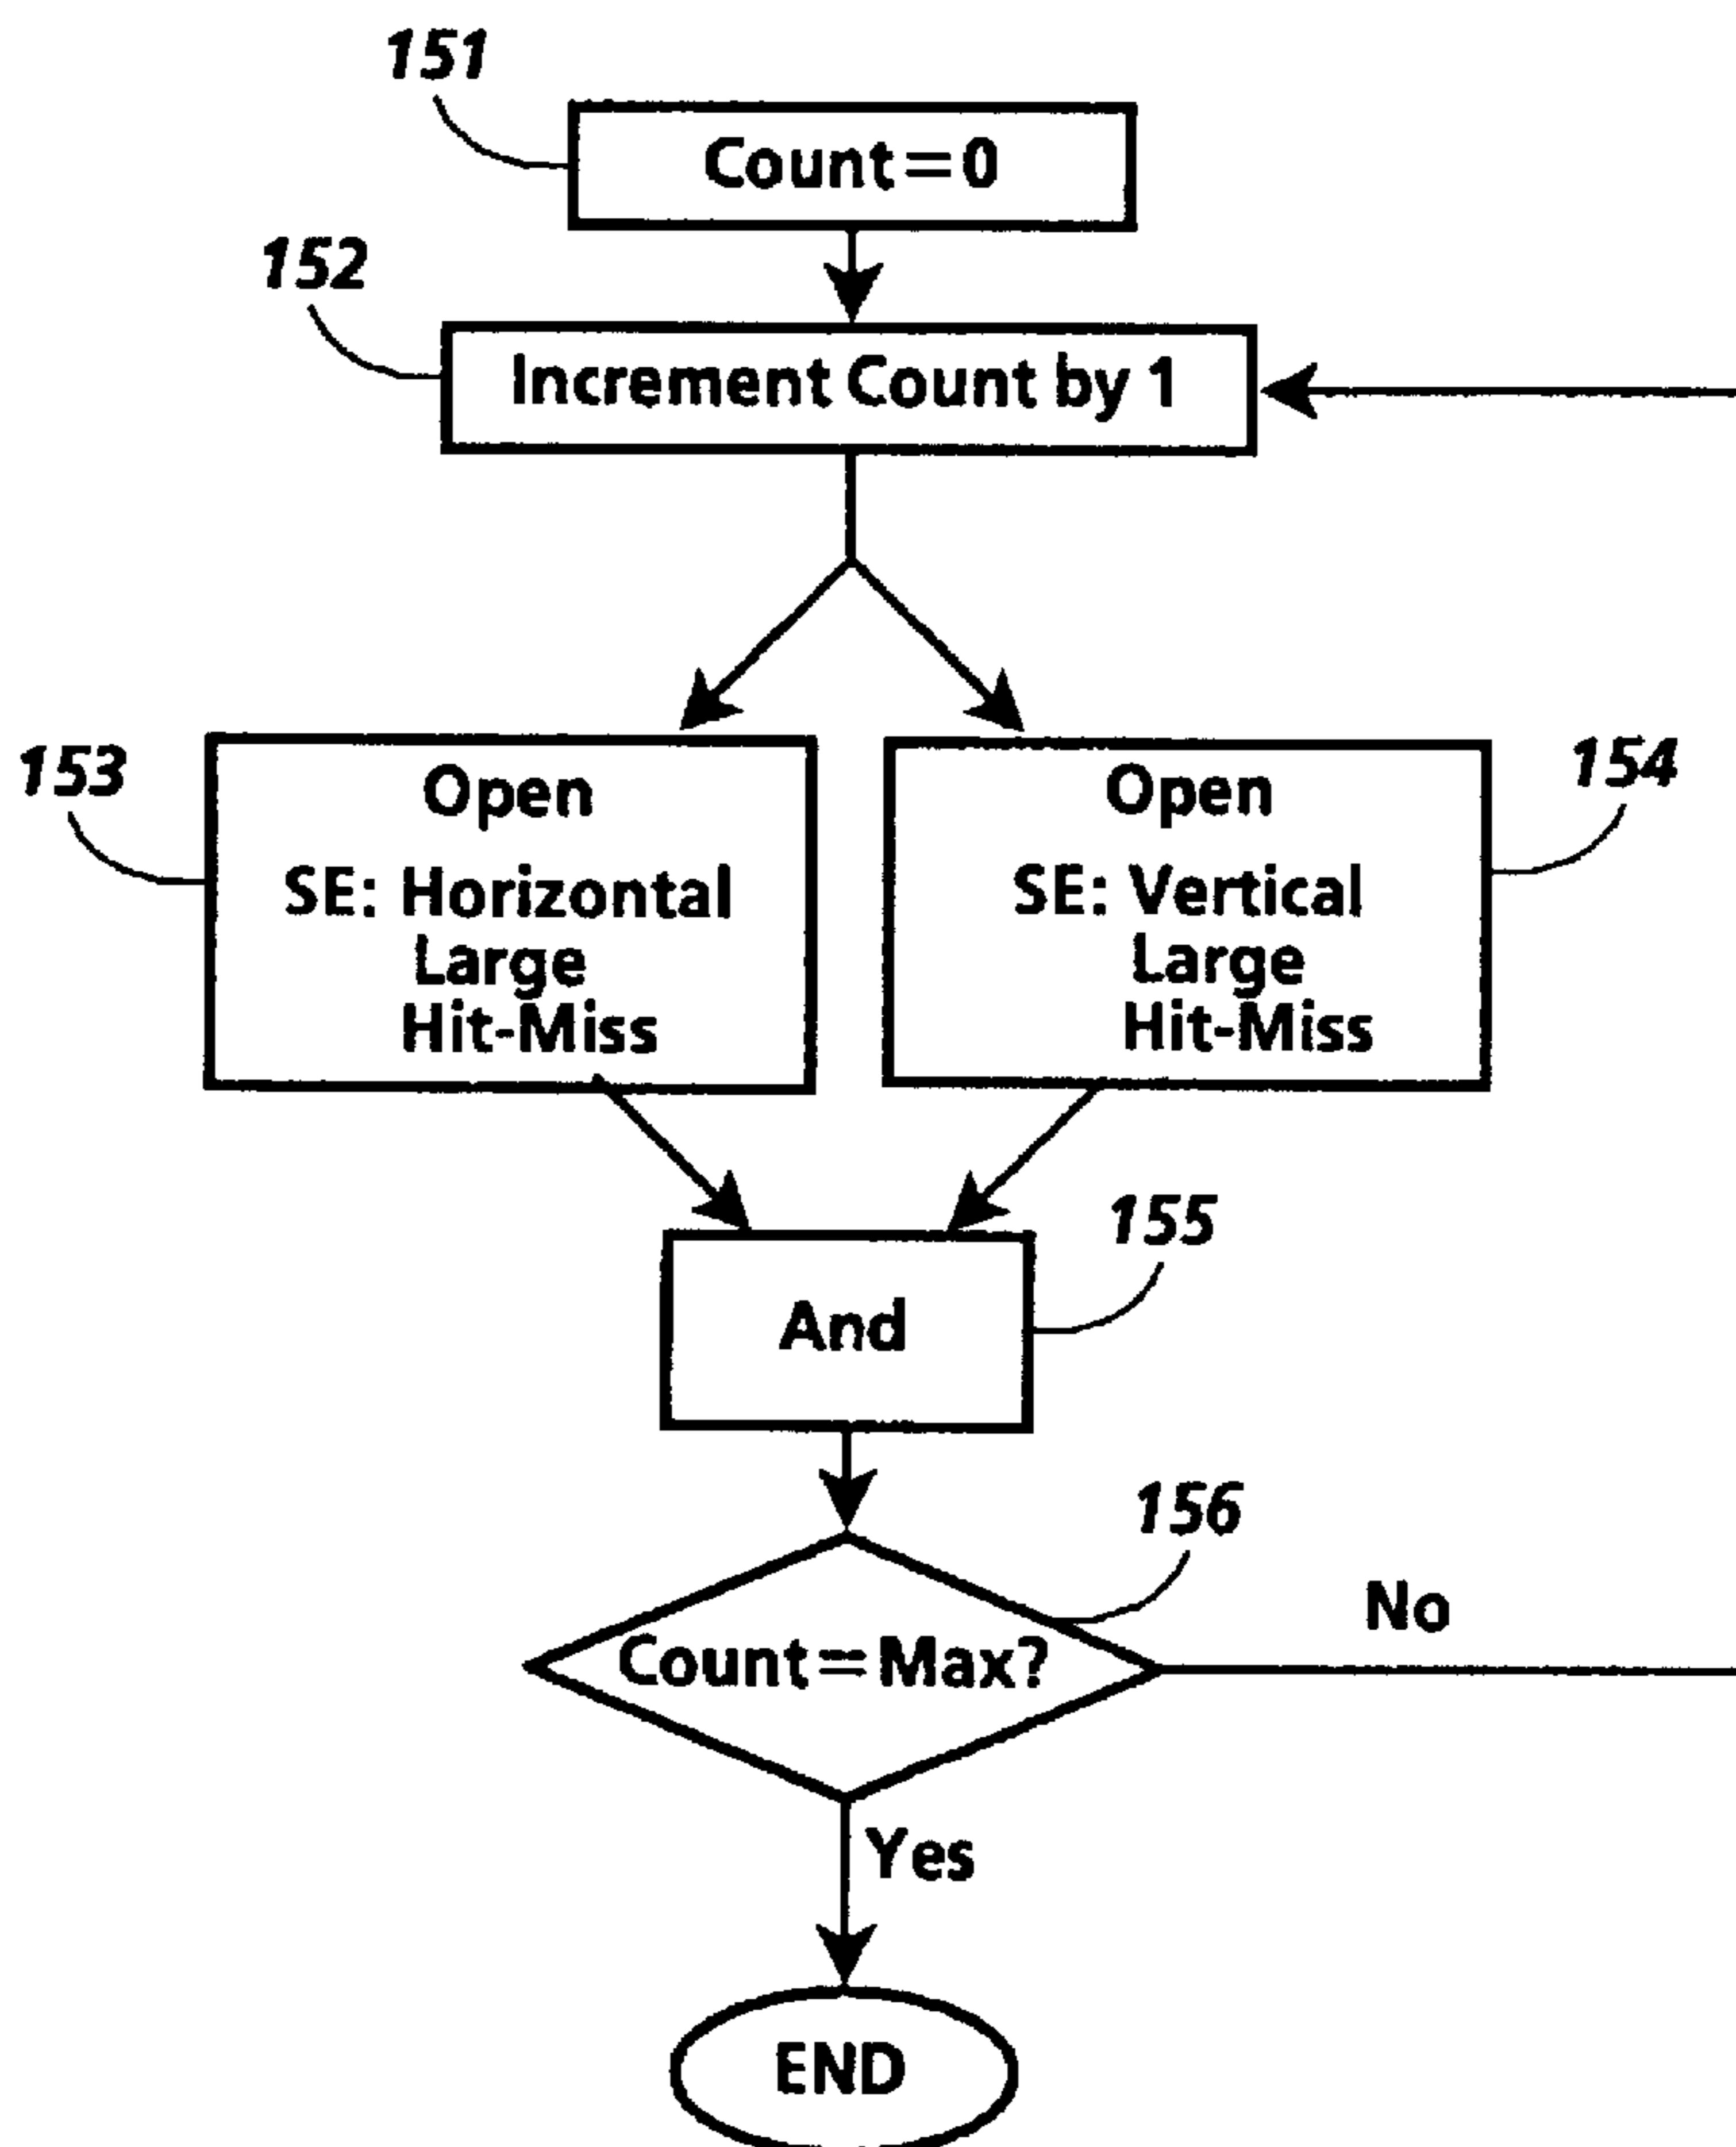 151
Count=0
152
Increment Count by 1
153
Open
SE: Horizontal
Large
Hit-Miss
154
Open
SE: Vertical
Large
Hit-Miss
155
And
156
Count=Max?
No
Yes
END